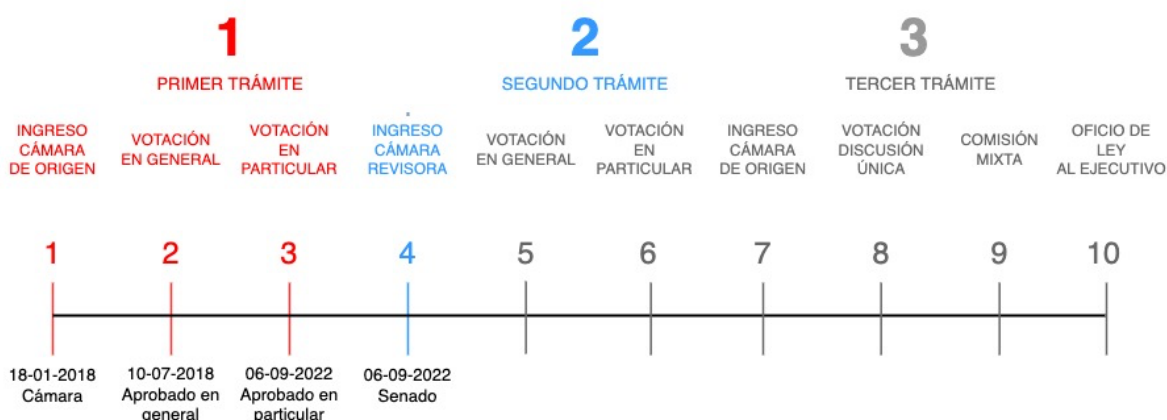 1
2
3
PRIMER TRÁMITE
SEGUNDO TRÁMITE
TERCER TRÁMITE
INGRESO
CÁMARA
DE ORIGEN
VOTACIÓN
EN GENERAL
VOTACIÓN
EN
PARTICULAR
INGRESO
CÁMARA
REVISORA
VOTACIÓN
EN GENERAL
VOTACIÓN
EN
PARTICULAR
INGRESO
CÁMARA
DE ORIGEN
VOTACIÓN
DISCUSIÓN
ÚNICA
COMISIÓN
MIXTA
OFICIO DE
LEY
AL EJECUTIVO
1
2
3
4
5
6
7
8
9
10
18-01-2018
Cámara
10-07-2018
Aprobado en
general
06-09-2022
Aprobado en
particular
06-09-2022
Senado